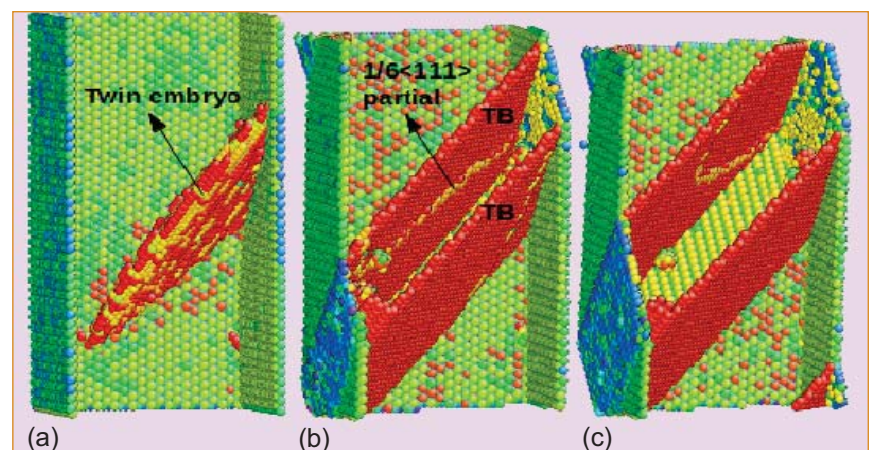 Twin embryo
1/6<111>
partial
TB
TB
(a)
(b)
(c)